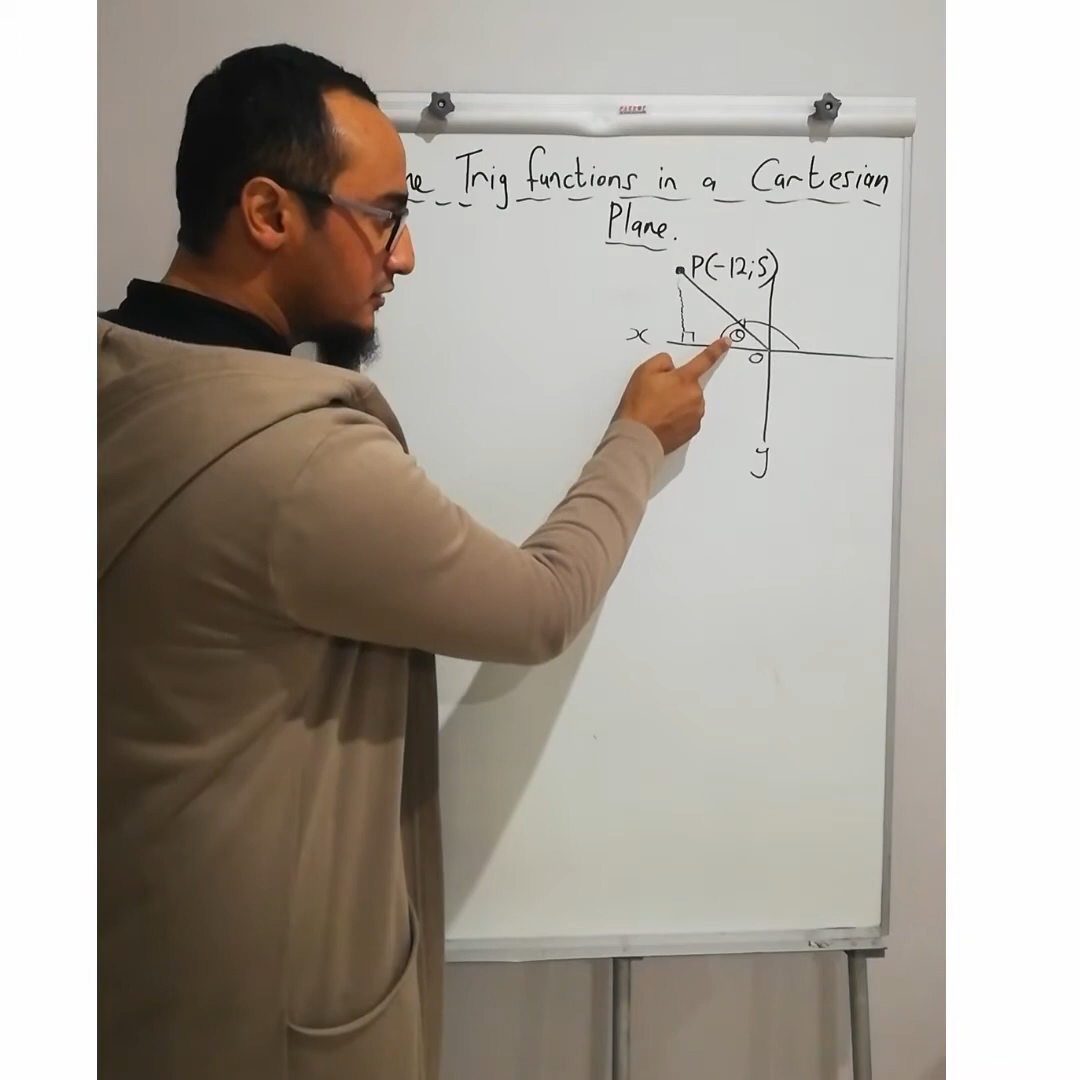 Trig functions in a Cartesian
Plane.
P(-12;5)
x
θ
O
y